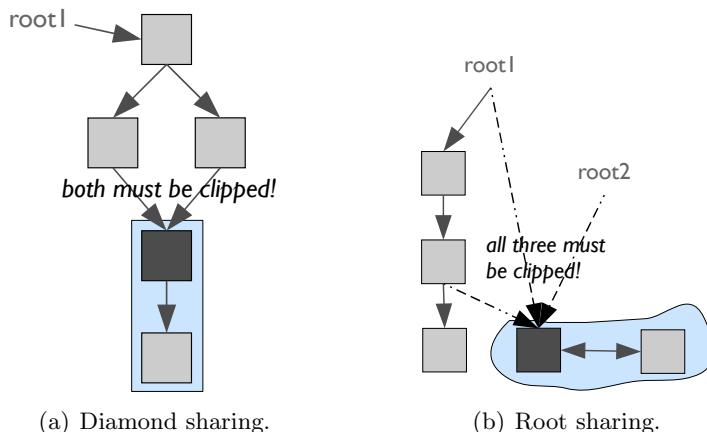 root1
both must be clipped!
(a) Diamond sharing.
root1
root2
all three must
be clipped!
(b) Root sharing.